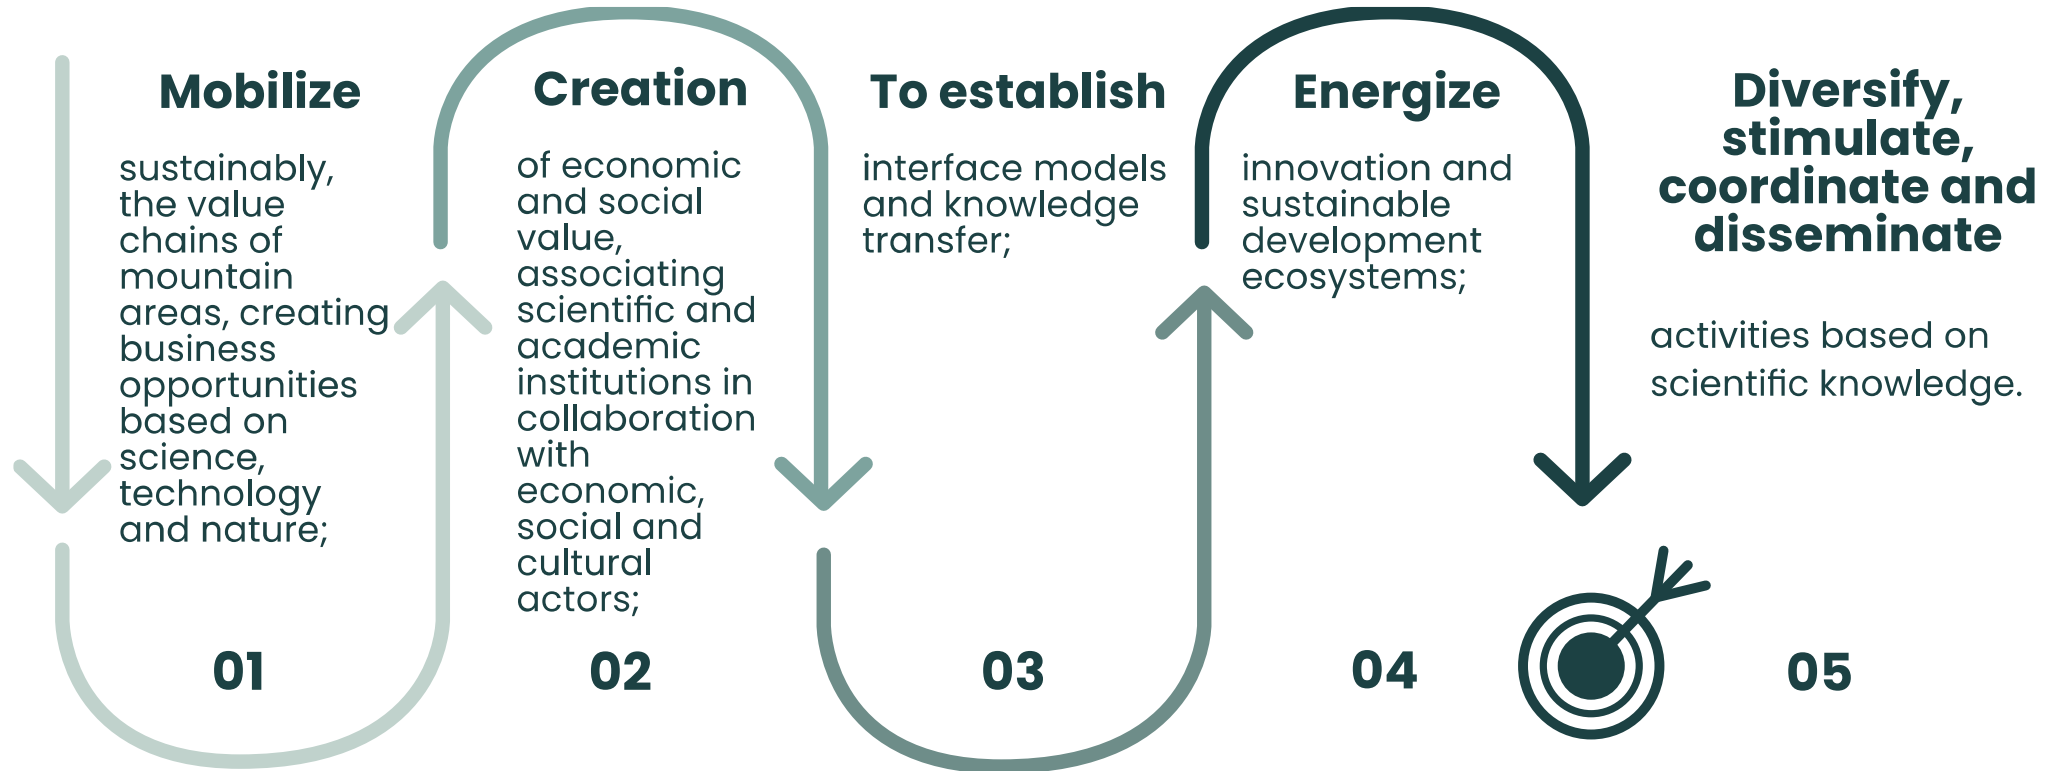 Mobilize
sustainably,
the value
chains of
mountain
areas, creating
business
opportunities
based on
science,
technology
and nature;
01
Creation
of economic
and social
value,
associating
scientific and
academic
institutions in
collaboration
with
economic,
social and
cultural
actors;
02
To establish
interface models
and knowledge
transfer;
03
Energize
innovation and
sustainable
development
ecosystems;
04
Diversify,
stimulate,
coordinate and
disseminate
activities based on
scientific knowledge.
05